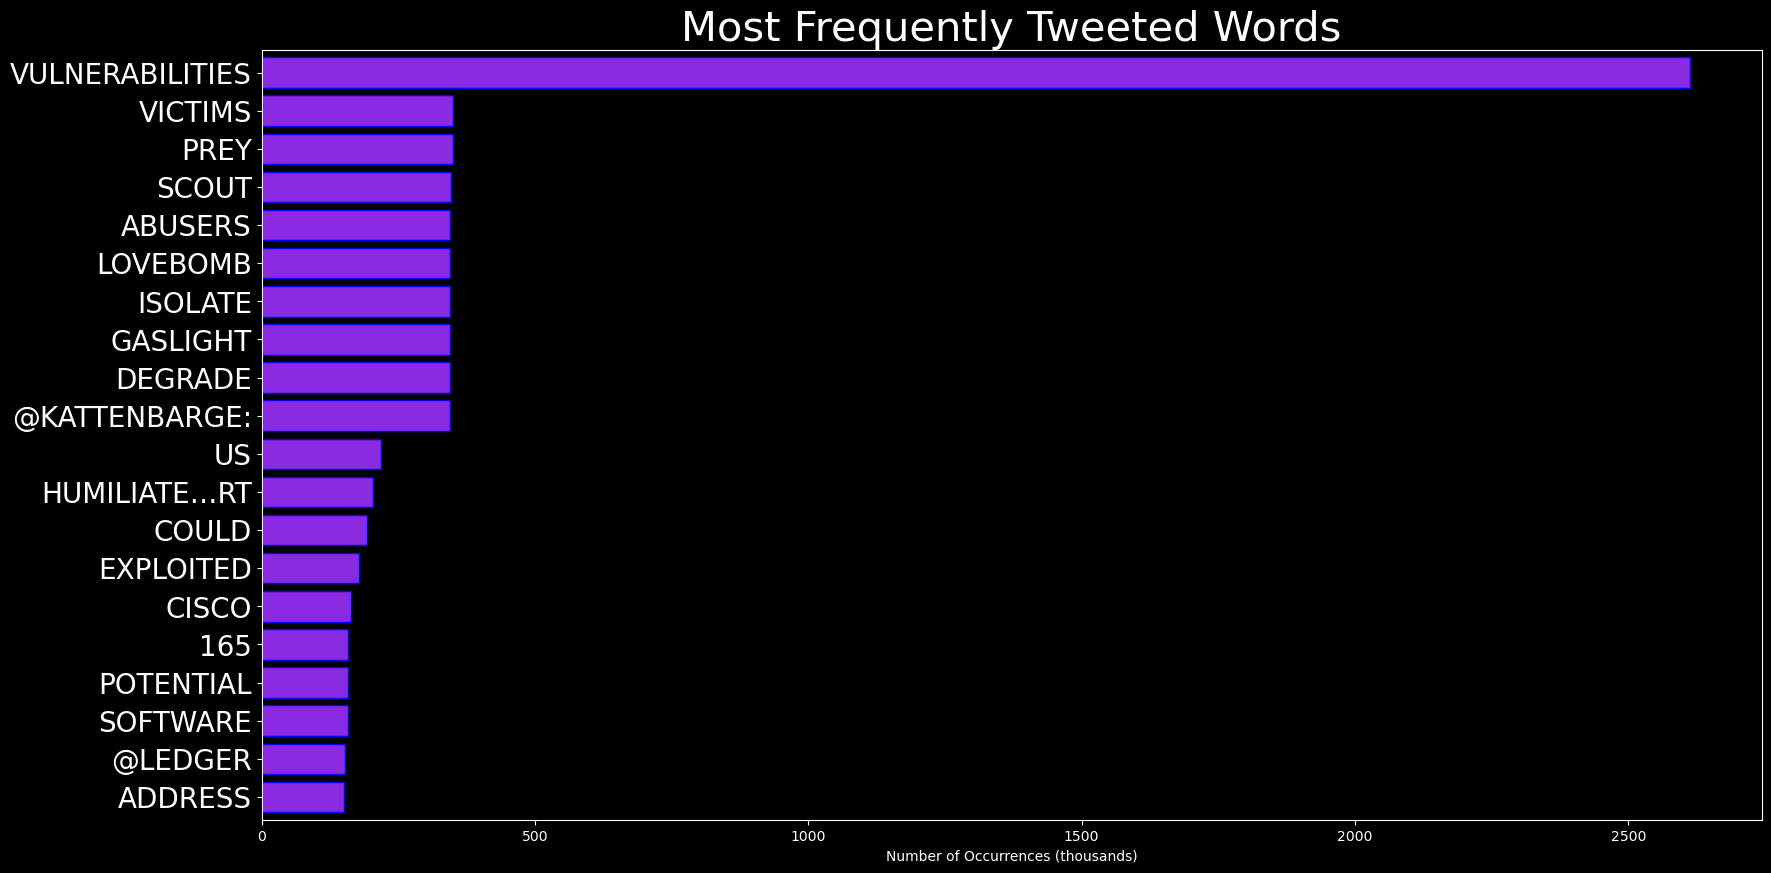 Most Frequently Tweeted Words
VULNERABILITIES
VICTIMS
PREY
SCOUT
ABUSERS
LOVEBOMB
ISOLATE
GASLIGHT
DEGRADE
@KATTENBARGE:
US
HUMILIATE…RT
COULD
EXPLOITED
CISCO
165
POTENTIAL
SOFTWARE
@LEDGER
ADDRESS
0 500 1000 1500 2000 2500
Number of Occurrences (thousands)